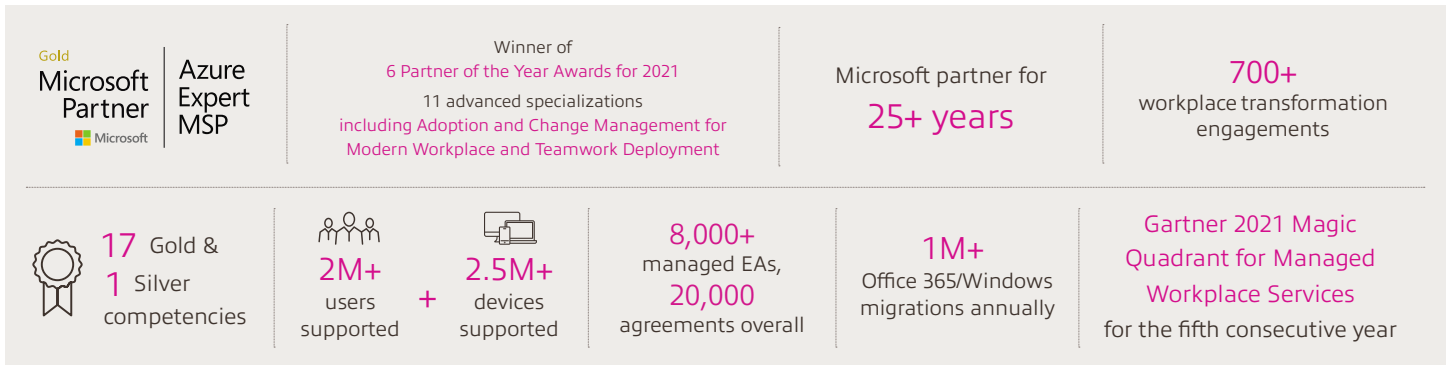 Gold
Microsoft
Partner
Microsoft
Azure
Expert
MSP
Winner of
6 Partner of the Year Awards for 2021
11 advanced specializations
including Adoption and Change Management for
Modern Workplace and Teamwork Deployment
Microsoft partner for
25+ years
700+
workplace transformation
engagements
17 Gold &
1 Silver
competencies
2M+
users
supported
+
2.5M+
devices
supported
8,000+
managed EAs,
20,000
agreements overall
1M+
Office 365/Windows
migrations annually
Gartner 2021 Magic
Quadrant for Managed
Workplace Services
for the fifth consecutive year